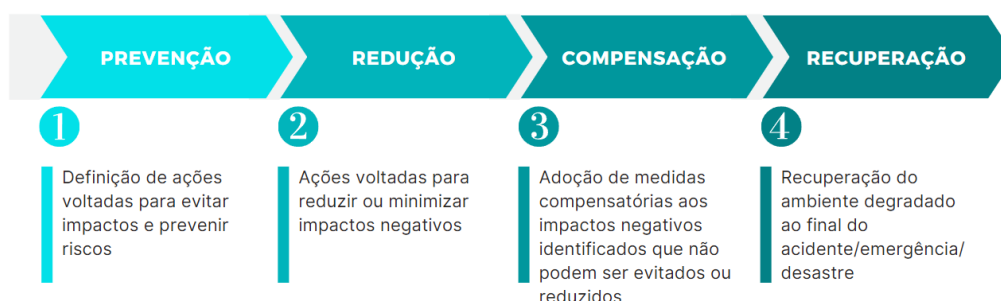 PREVENÇÃO
REDUÇÃO
COMPENSAÇÃO
RECUPERAÇÃO
1
Definição de ações
voltadas para evitar
impactos e prevenir
riscos
2
Ações voltadas para
reduzir ou minimizar
impactos negativos
3
Adoção de medidas
compensatórias aos
impactos negativos
identificados que não
podem ser evitados ou
reduzidos
4
Recuperação do
ambiente degradado
ao final do
acidente/emergência/
desastre